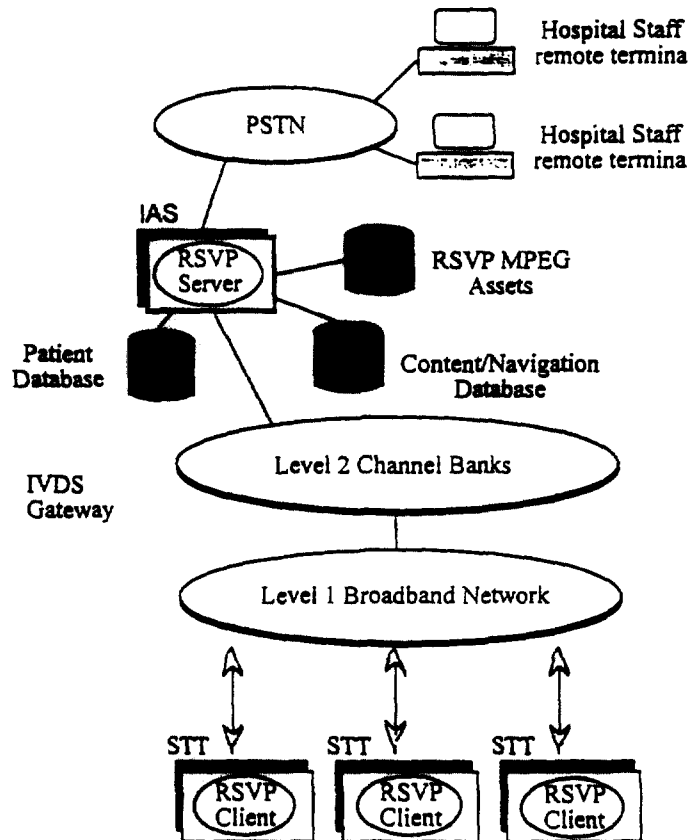 Hospital Staff
remote termina
PSTN
Hospital Staff
remote termina
IAS
RSVP
Server
RSVP MPEG
Assets
Patient
Database
Content/Navigation
Database
Level 2 Channel Banks
IVDS
Gateway
Level 1 Broadband Network
STT
STT
STT
RSVP
Client
RSVP
Client
RSVP
Client